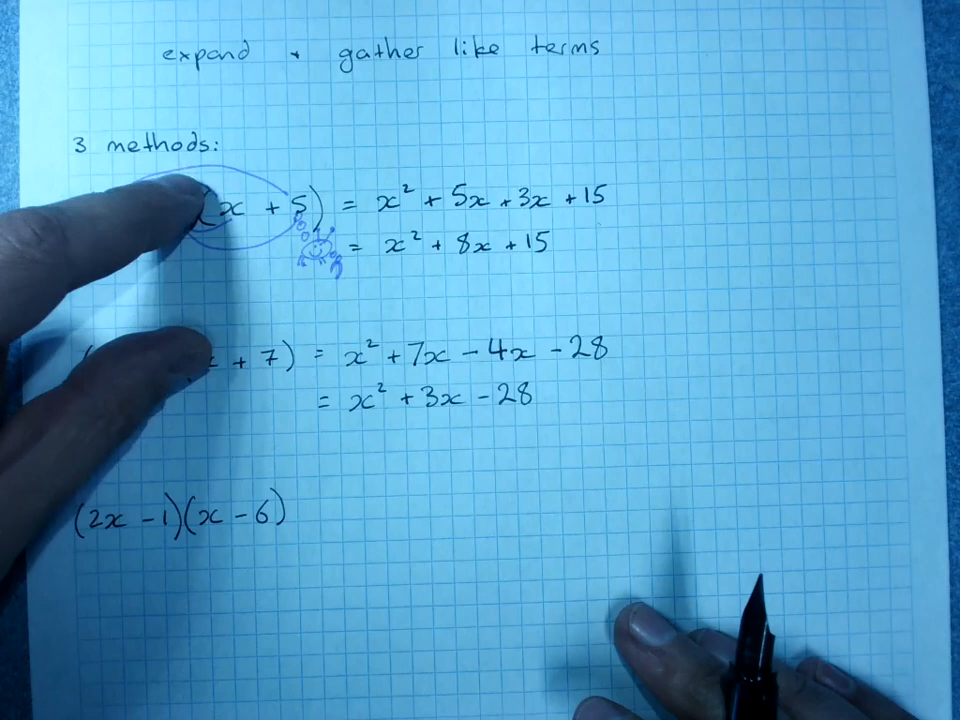 expand + gather like terms
3 methods:
(x + 5) = x² + 5x + 3x + 15
= x² + 8x + 15
( + 7) = x² + 7x - 4x - 28
= x² + 3x - 28
(2x - 1)(x - 6)